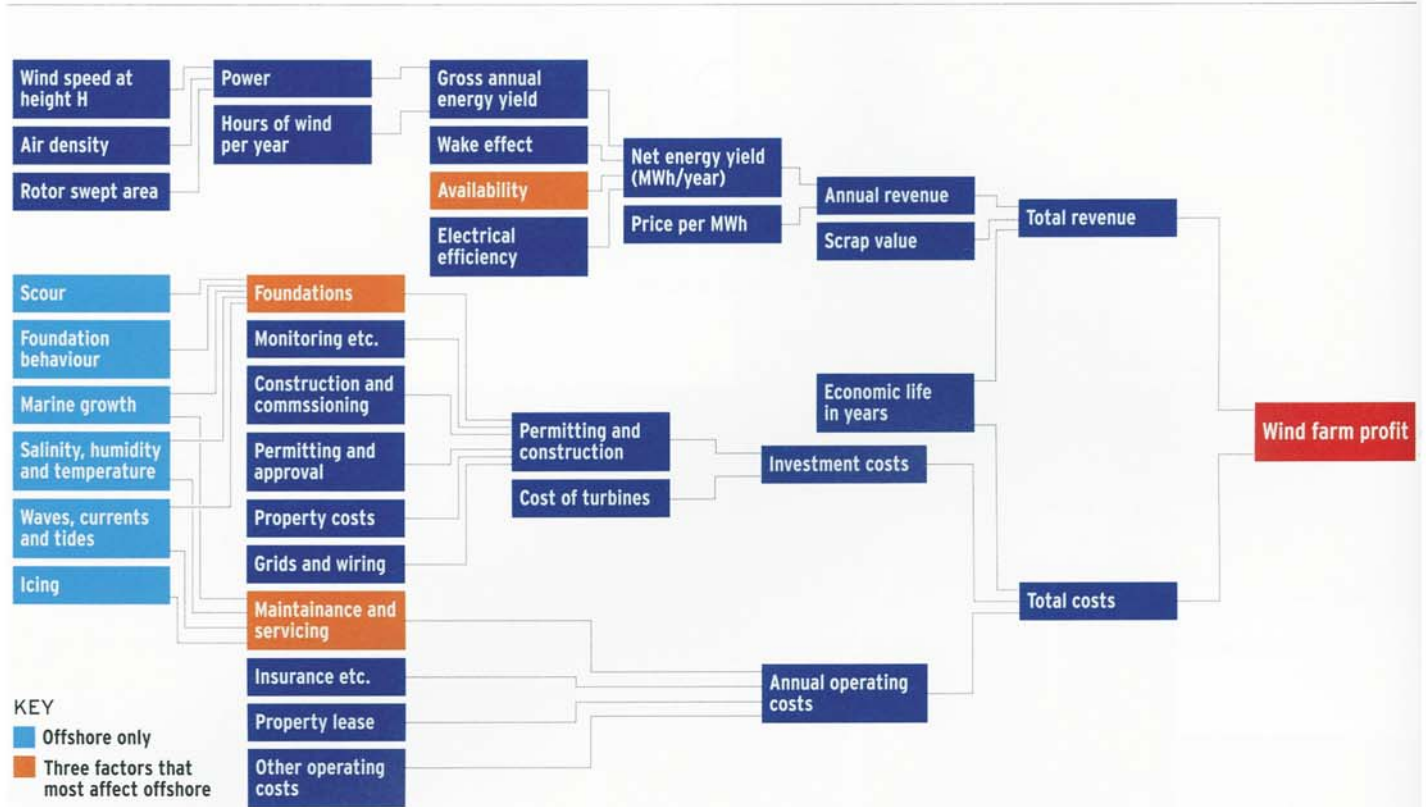 Wind speed at
height H
Air density
Rotor swept area
Power
Hours of wind
per year
Gross annual
energy yield
Wake effect
Availability
Electrical
efficiency
Net energy yield
(MWh/year)
Price per MWh
Annual revenue
Scrap value
Total revenue
Scour
Foundation
behaviour
Marine growth
Salinity, humidity
and temperature
Waves, currents
and tides
Icing
Foundations
Monitoring etc.
Construction and
commssioning
Permitting and
approval
Property costs
Grids and wiring
Maintainance and
servicing
Insurance etc.
Property lease
Other operating
costs
Permitting and
construction
Cost of turbines
Economic life
in years
Investment costs
Annual operating
costs
Total costs
Wind farm profit
KEY
Offshore only
Three factors that
most affect offshore